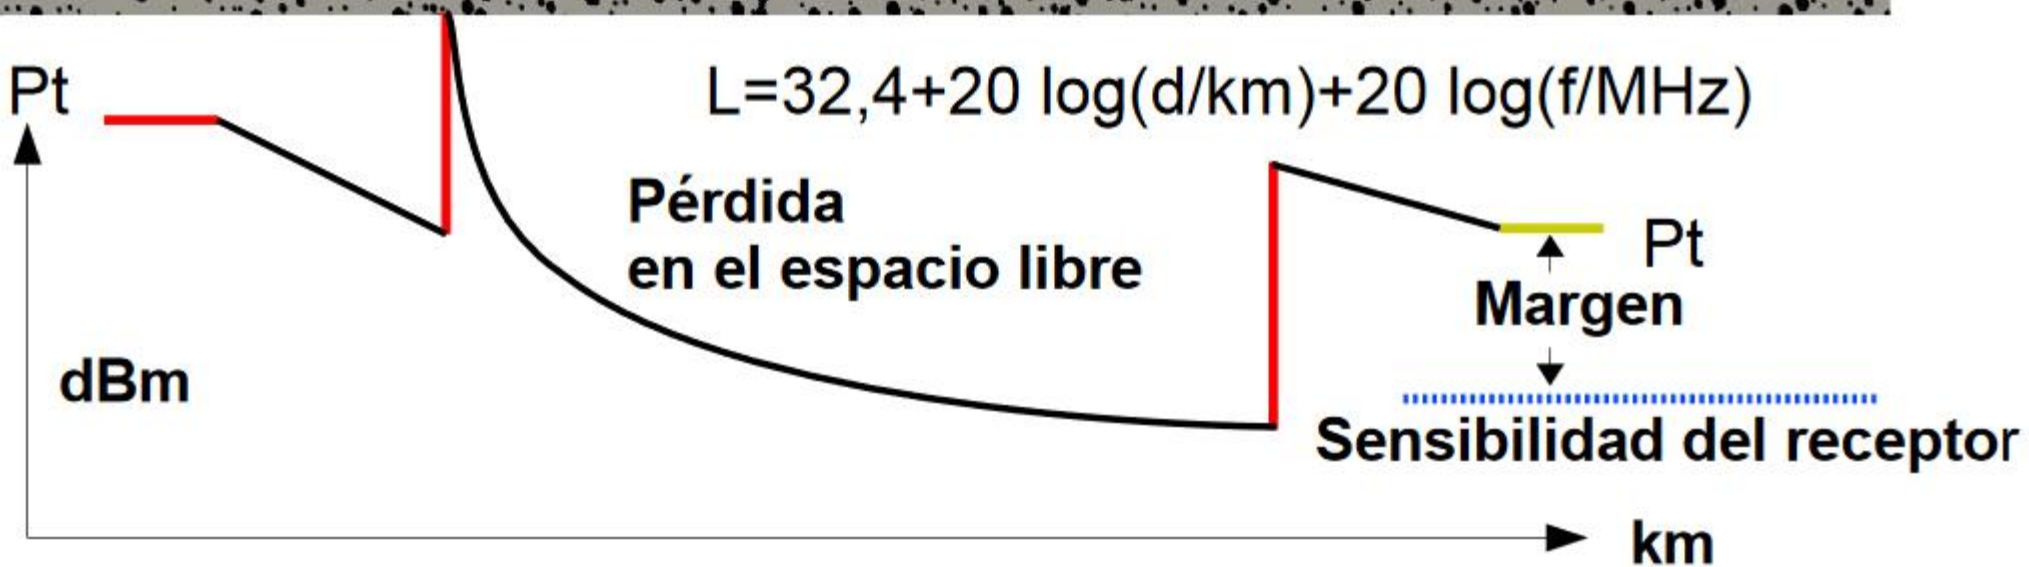 Pt
L=32,4+20 log(d/km)+20 log(f/MHz)
Pérdida
en el espacio libre
Pt
Margen
dBm
Sensibilidad del receptor
km